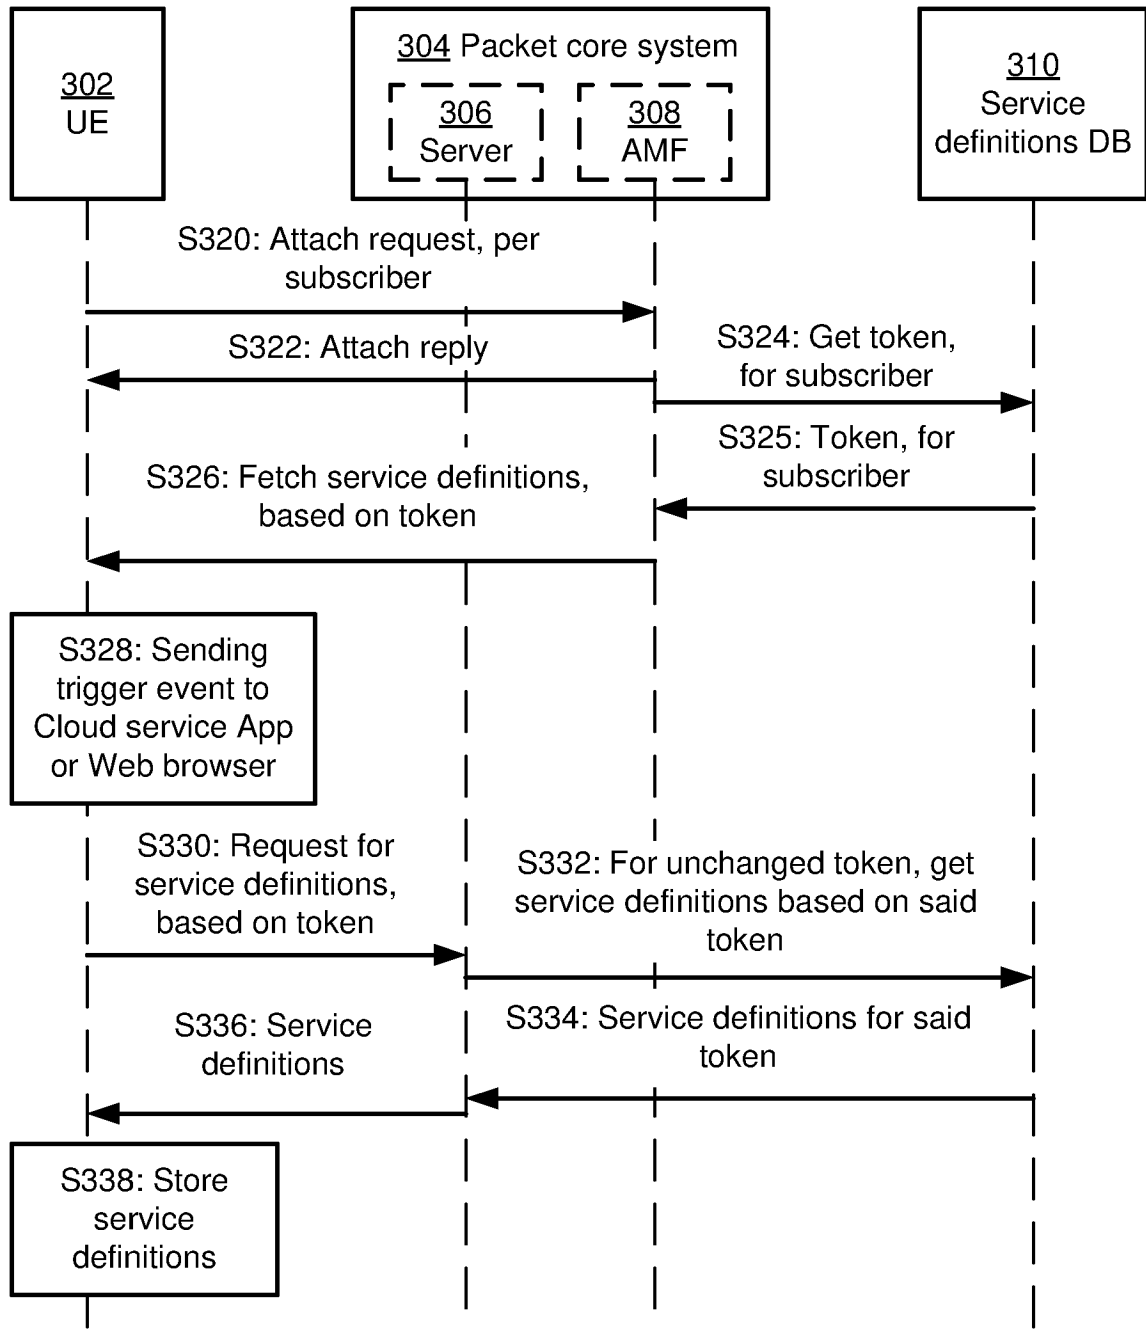 302
UE
304 Packet core system
306
Server
308
AMF
310
Service
definitions DB
S320: Attach request, per
subscriber
S322: Attach reply
S324: Get token,
for subscriber
S325: Token, for
subscriber
S326: Fetch service definitions,
based on token
S328: Sending
trigger event to
Cloud service App
or Web browser
S330: Request for
service definitions,
based on token
S332: For unchanged token, get
service definitions based on said
token
S334: Service definitions for said
token
S336: Service
definitions
S338: Store
service
definitions